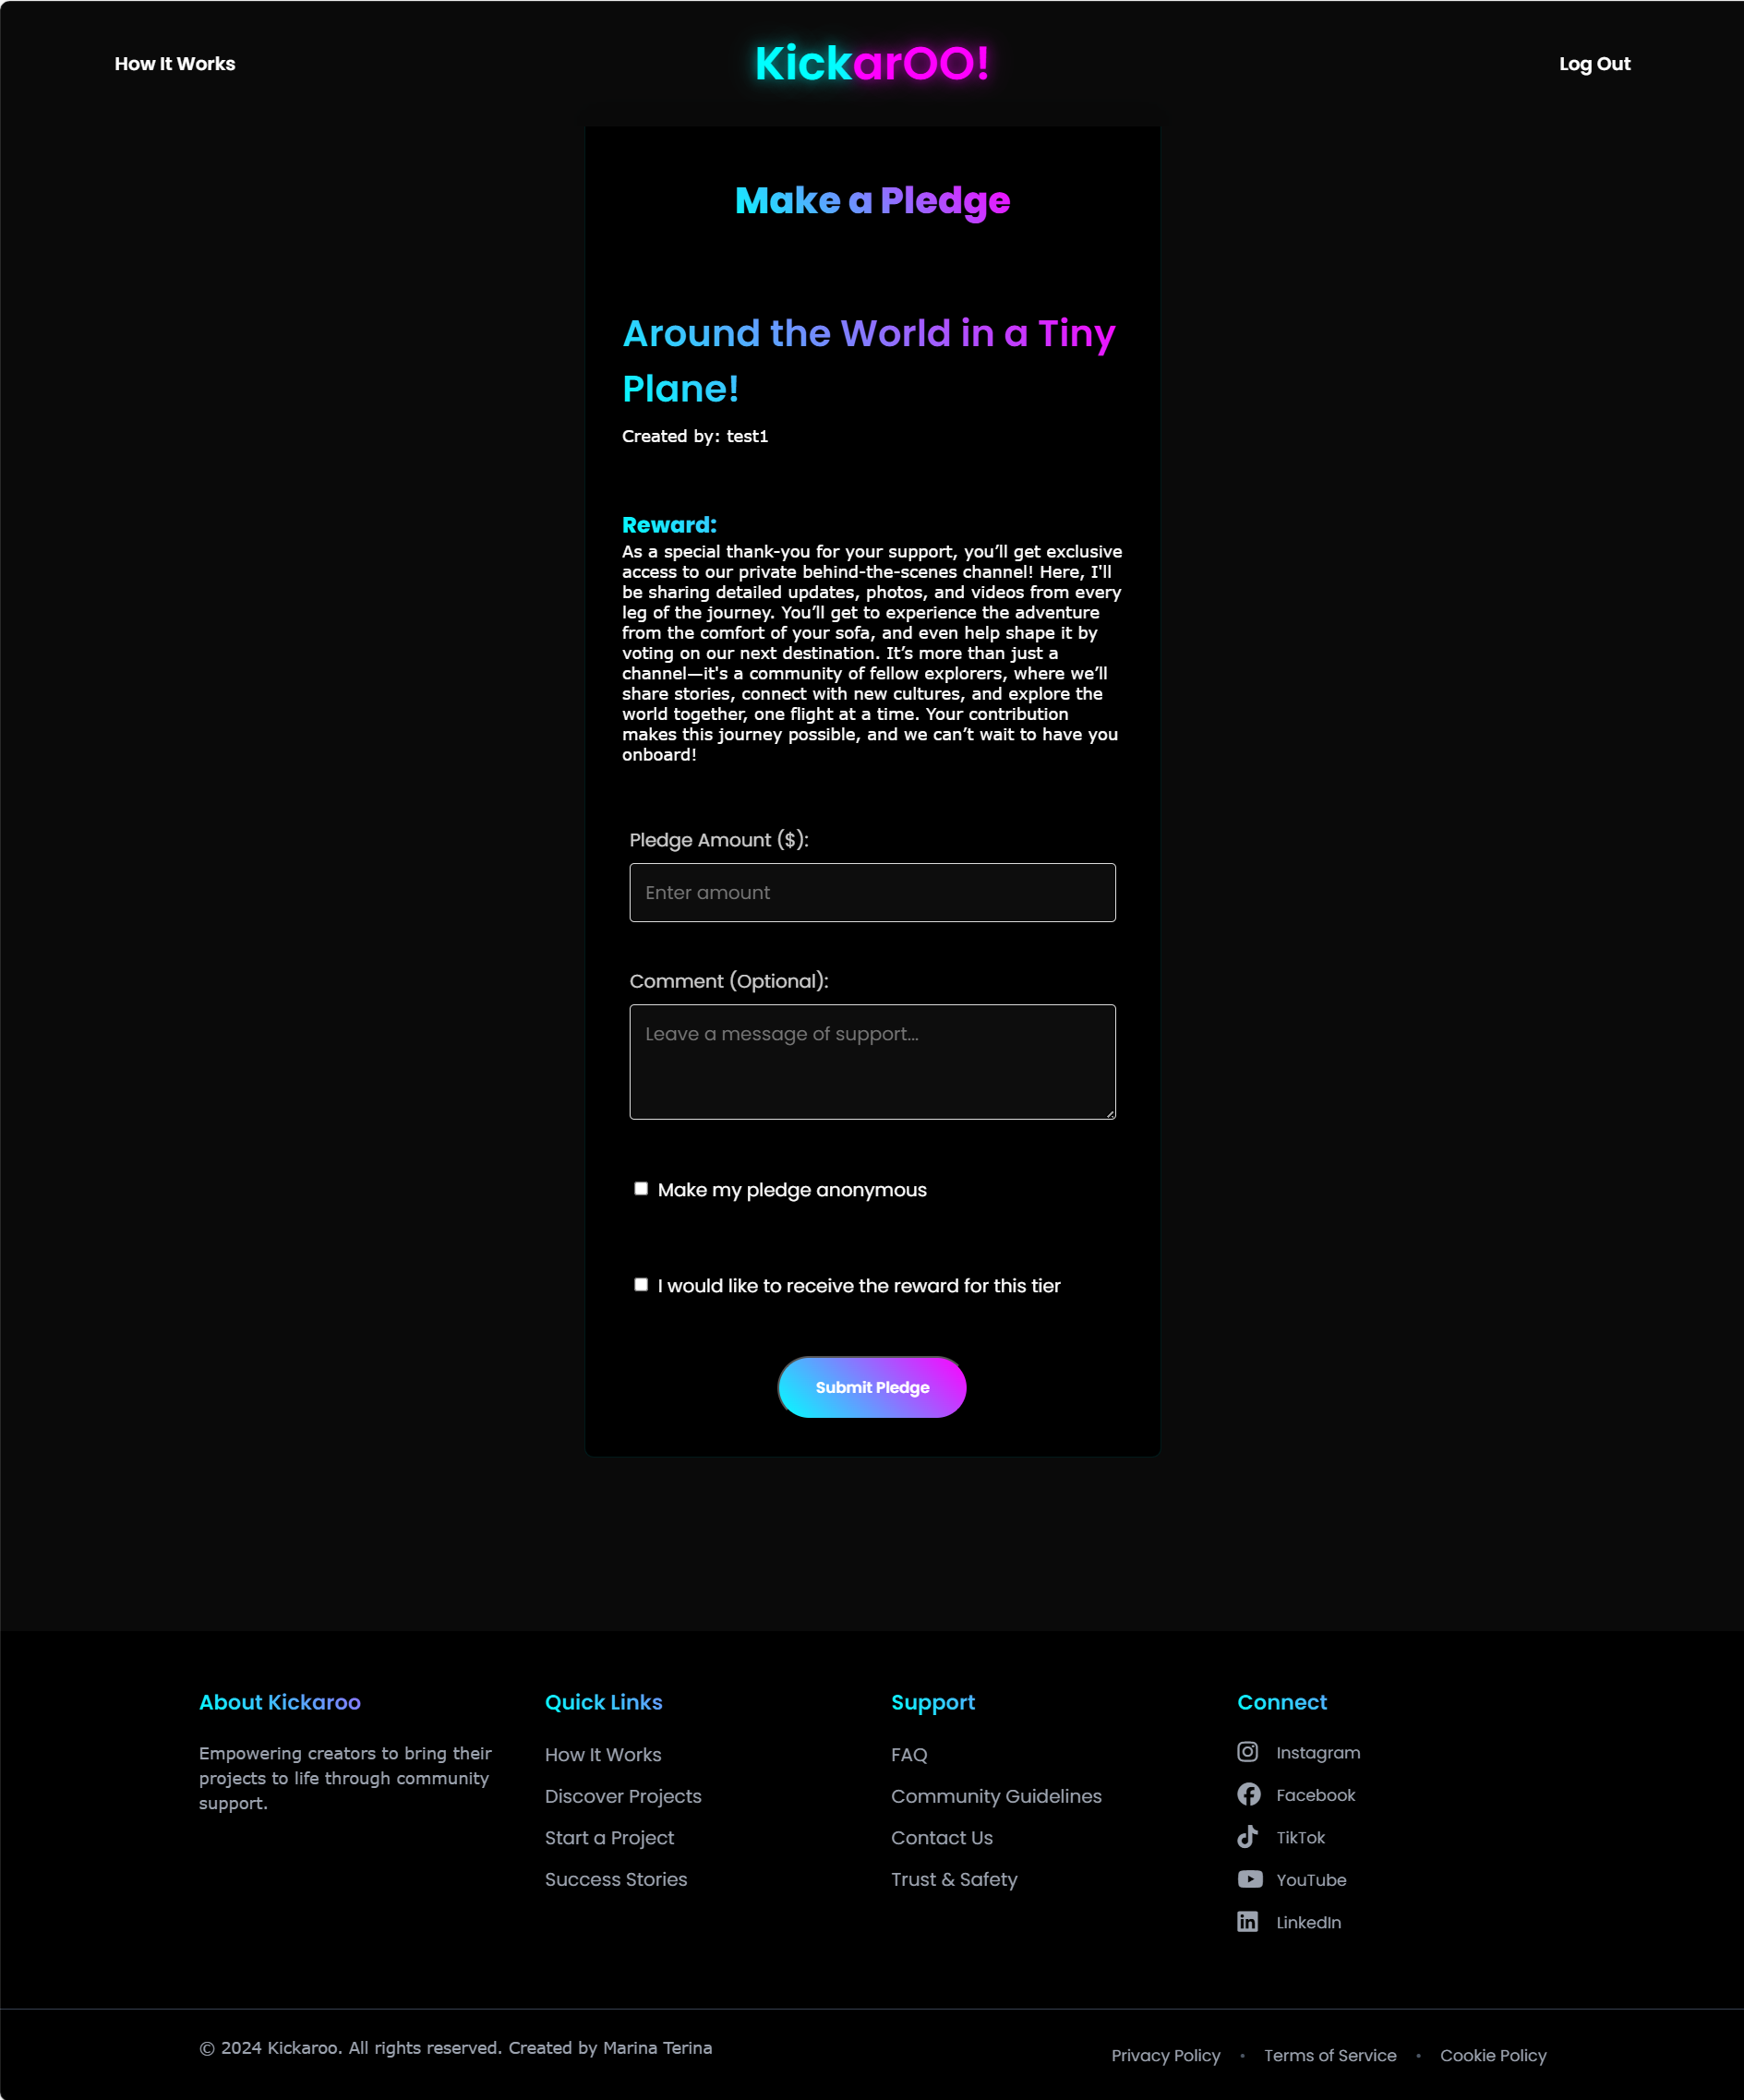 How It Works
KickarOO!
Log Out
Make a Pledge
Around the World in a Tiny
Plane!
Created by: test1
Reward:
As a special thank-you for your support, you’ll get exclusive
access to our private behind-the-scenes channel! Here, I'll
be sharing detailed updates, photos, and videos from every
leg of the journey. You’ll get to experience the adventure
from the comfort of your sofa, and even help shape it by
voting on our next destination. It’s more than just a
channel—it's a community of fellow explorers, where we’ll
share stories, connect with new cultures, and explore the
world together, one flight at a time. Your contribution
makes this journey possible, and we can’t wait to have you
onboard!
Pledge Amount ($):
Enter amount
Comment (Optional):
Leave a message of support...
Make my pledge anonymous
I would like to receive the reward for this tier
Submit Pledge
About Kickaroo
Empowering creators to bring their
projects to life through community
support.
Quick Links
How It Works
Discover Projects
Start a Project
Success Stories
Support
FAQ
Community Guidelines
Contact Us
Trust & Safety
Connect
Instagram
Facebook
TikTok
YouTube
LinkedIn
© 2024 Kickaroo. All rights reserved. Created by Marina Terina
Privacy Policy • Terms of Service • Cookie Policy